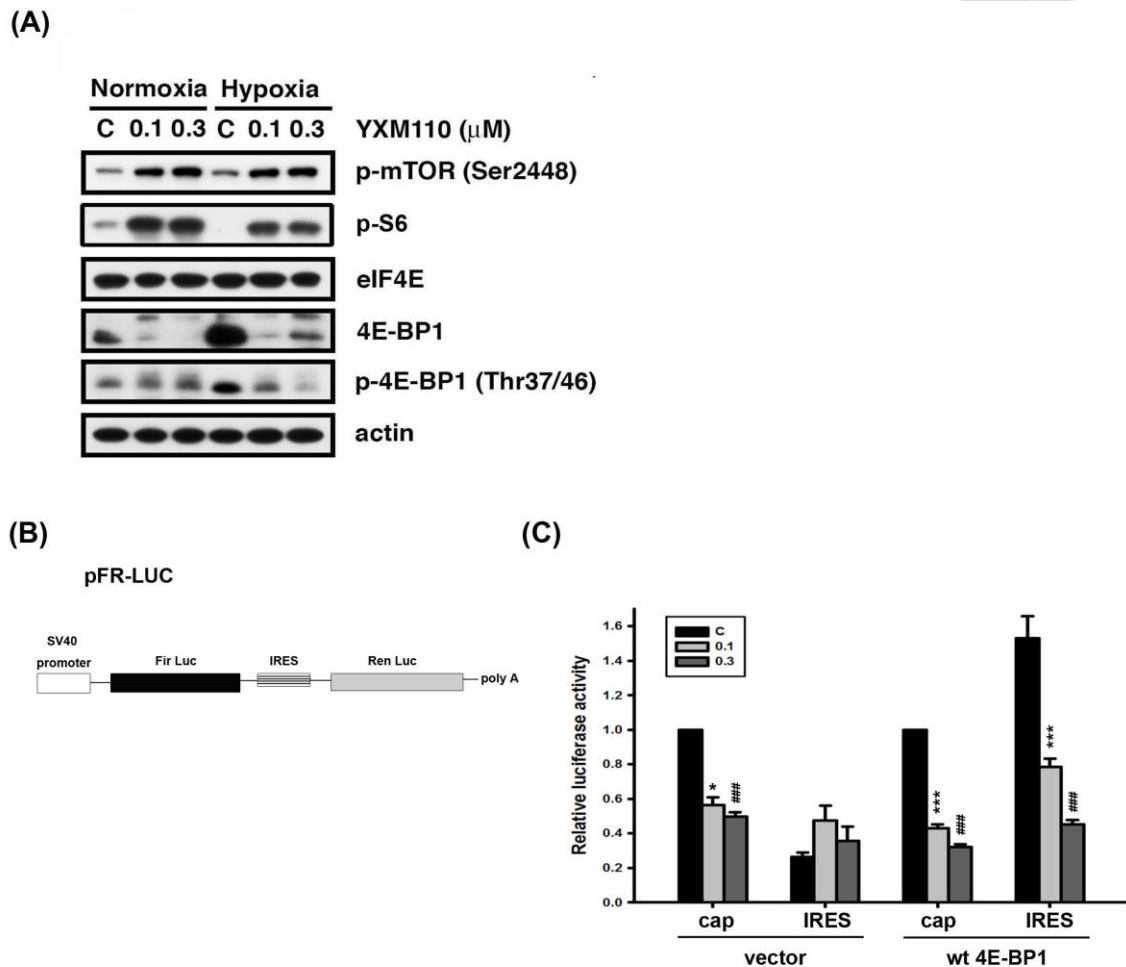 (A)
Normoxia Hypoxia
C 0.1 0.3 C 0.1 0.3 YXM110 (μM)
p-mTOR (Ser2448)
p-S6
eIF4E
4E-BP1
p-4E-BP1 (Thr37/46)
actin
(B)
pFR-LUC
SV40
promoter
Fir Luc IRES Ren Luc
poly A
(C)
Relative luciferase activity
1.6
1.4
1.2
1.0
0.8
0.6
0.4
0.2
0.0
C
0.1
0.3
* ###
*** ###
*** ###
cap IRES cap IRES
vector wt 4E-BP1